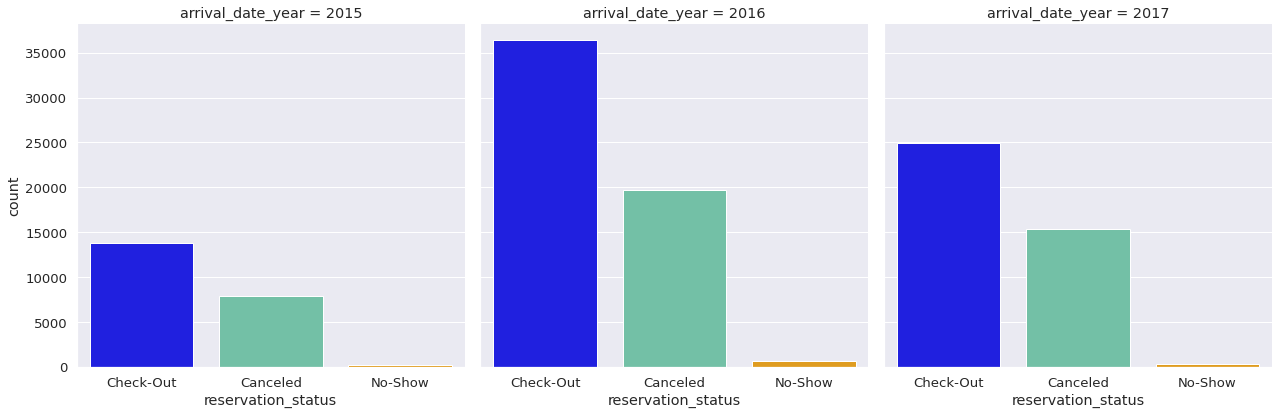 arrival_date_year = 2015
arrival_date_year = 2016
arrival_date_year = 2017
count
35000
30000
25000
20000
15000
10000
5000
0
Check-Out Canceled No-Show
reservation_status
Check-Out Canceled No-Show
reservation_status
Check-Out Canceled No-Show
reservation_status